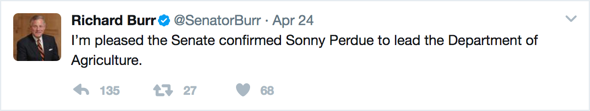 Richard Burr @SenatorBurr · Apr 24
I'm pleased the Senate confirmed Sonny Perdue to lead the Department of
Agriculture.
135 27 68